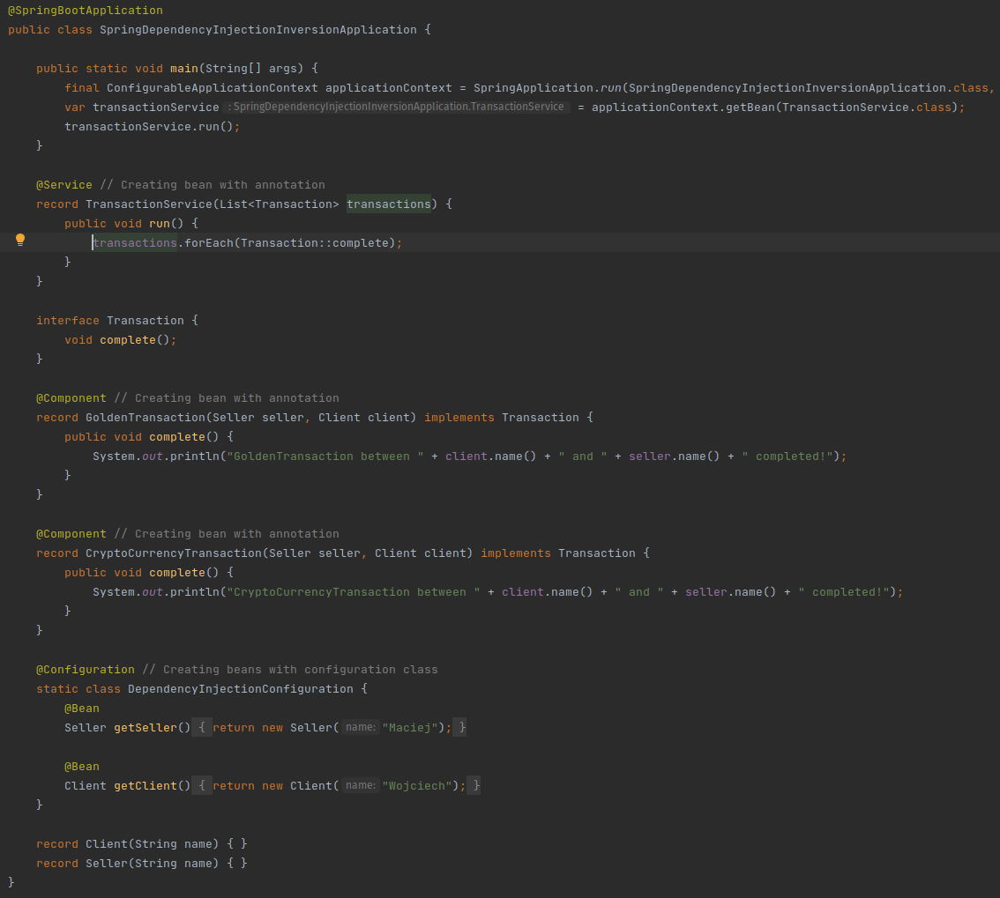 @SpringBootApplication
public class SpringDependencyInjectionInversionApplication {
public static void main(String[] args) {
final ConfigurableApplicationContext applicationContext = SpringApplication.run(SpringDependencyInjectionInversionApplication.class,
var transactionService : SpringDependencyInjectionInversionApplication.TransactionService = applicationContext.getBean(TransactionService.class);
transactionService.run();
}
@Service // Creating bean with annotation
record TransactionService(List<Transaction> transactions) {
public void run() {
transactions.forEach(Transaction::complete);
}
}
interface Transaction {
void complete();
}
@Component // Creating bean with annotation
record GoldenTransaction(Seller seller, Client client) implements Transaction {
public void complete() {
System.out.println("GoldenTransaction between " + client.name() + " and " + seller.name() + " completed!");
}
}
@Component // Creating bean with annotation
record CryptoCurrencyTransaction(Seller seller, Client client) implements Transaction {
public void complete() {
System.out.println("CryptoCurrencyTransaction between " + client.name() + " and " + seller.name() + " completed!");
}
}
@Configuration // Creating beans with configuration class
static class DependencyInjectionConfiguration {
@Bean
Seller getSeller() { return new Seller( name: "Maciej"); }
@Bean
Client getClient() { return new Client( name: "Wojciech"); }
}
record Client(String name) { }
record Seller(String name) { }
}